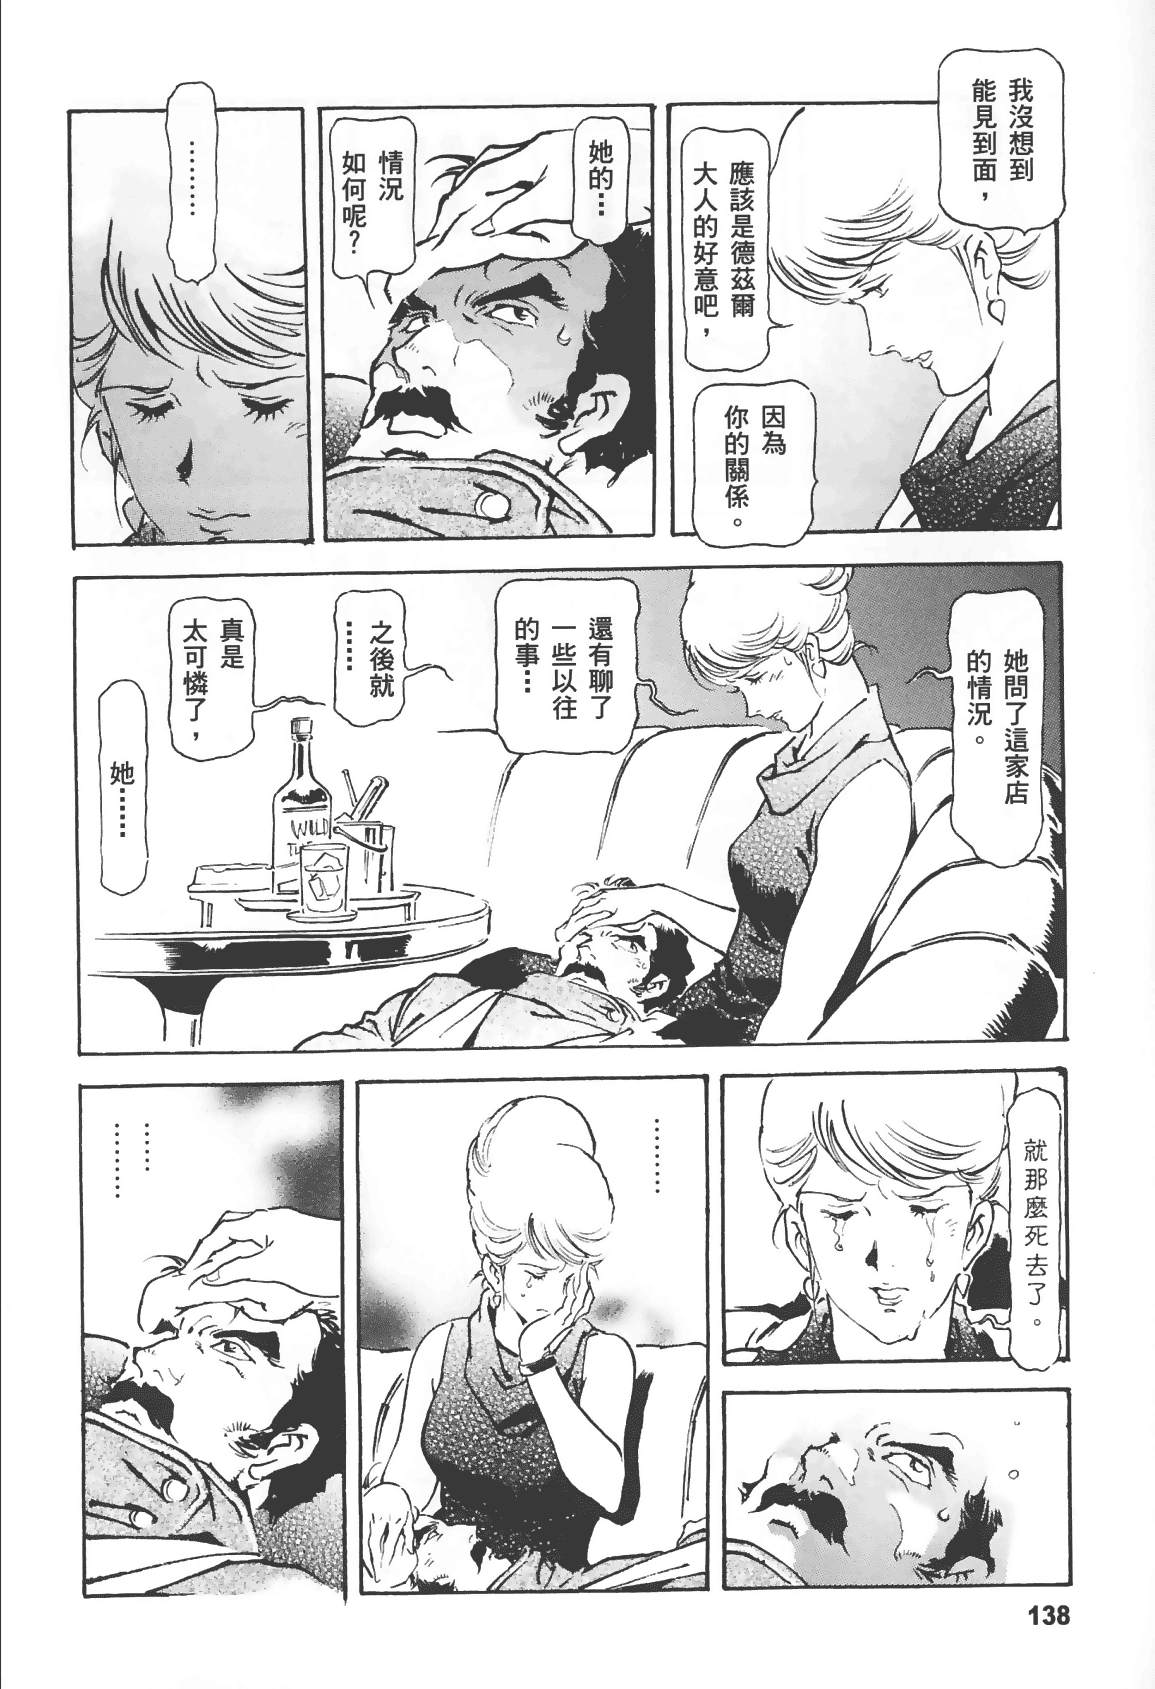 我沒想到
能見到面，
應該是德茲爾
大人的好意吧，
因為
你的關係。
她的…
情況
如何呢？
………
她問了這家店
的情況。
還有聊了
一些以往
的事…
之後就
……
真是
太可憐了，
她……
WILD
就那麼死去了。
………
……
………
138